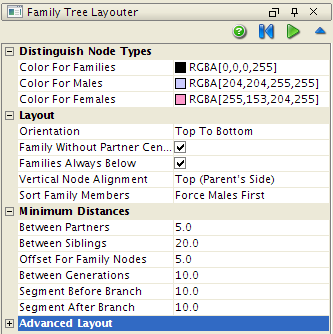 Family Tree Layouter
Distinguish Node Types
Color For Families RGBA[0,0,0,255]
Color For Males RGBA[204,204,255,255]
Color For Females RGBA[255,153,204,255]
Layout
Orientation Top To Bottom
Family Without Partner Cen...
Families Always Below
Vertical Node Alignment Top (Parent's Side)
Sort Family Members Force Males First
Minimum Distances
Between Partners 5.0
Between Siblings 20.0
Offset For Family Nodes 5.0
Between Generations 10.0
Segment Before Branch 10.0
Segment After Branch 10.0
Advanced Layout